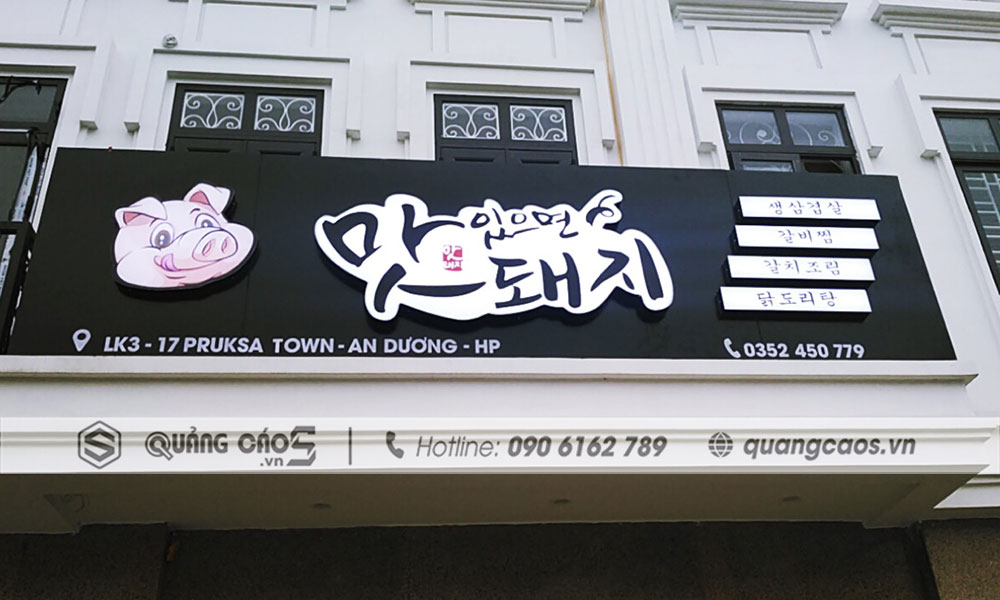 맛있으면
돼지
생삼겹살
갈비찜
갈치조림
닭도리탕
LK3 - 17 PRUKSA TOWN - AN DƯƠNG - HP
0352 450 779
S QUẢNG CÁOS.vn | Hotline: 090 6162 789 quangcaos.vn